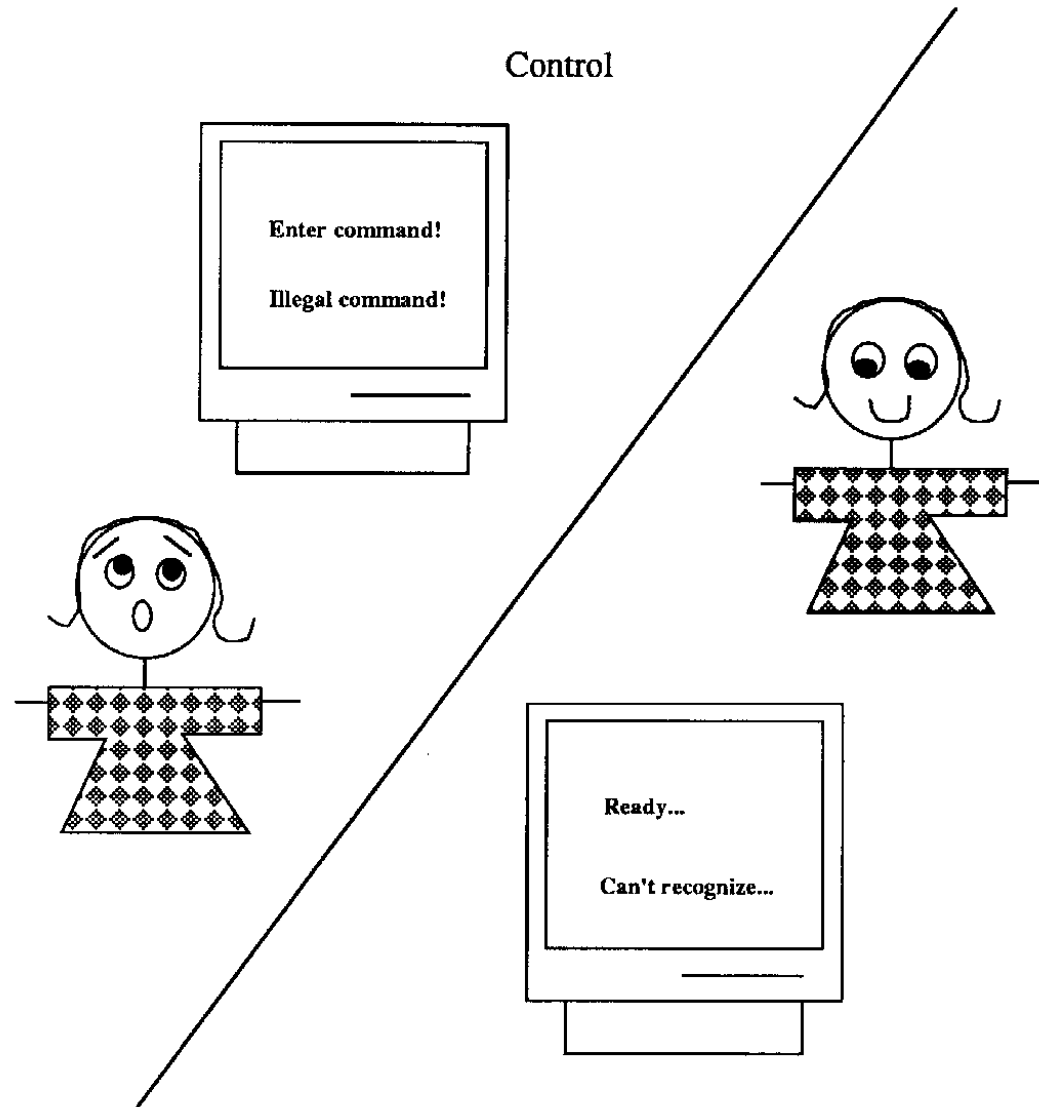 Control
Enter command!
Illegal command!
Ready...
Can't recognize...